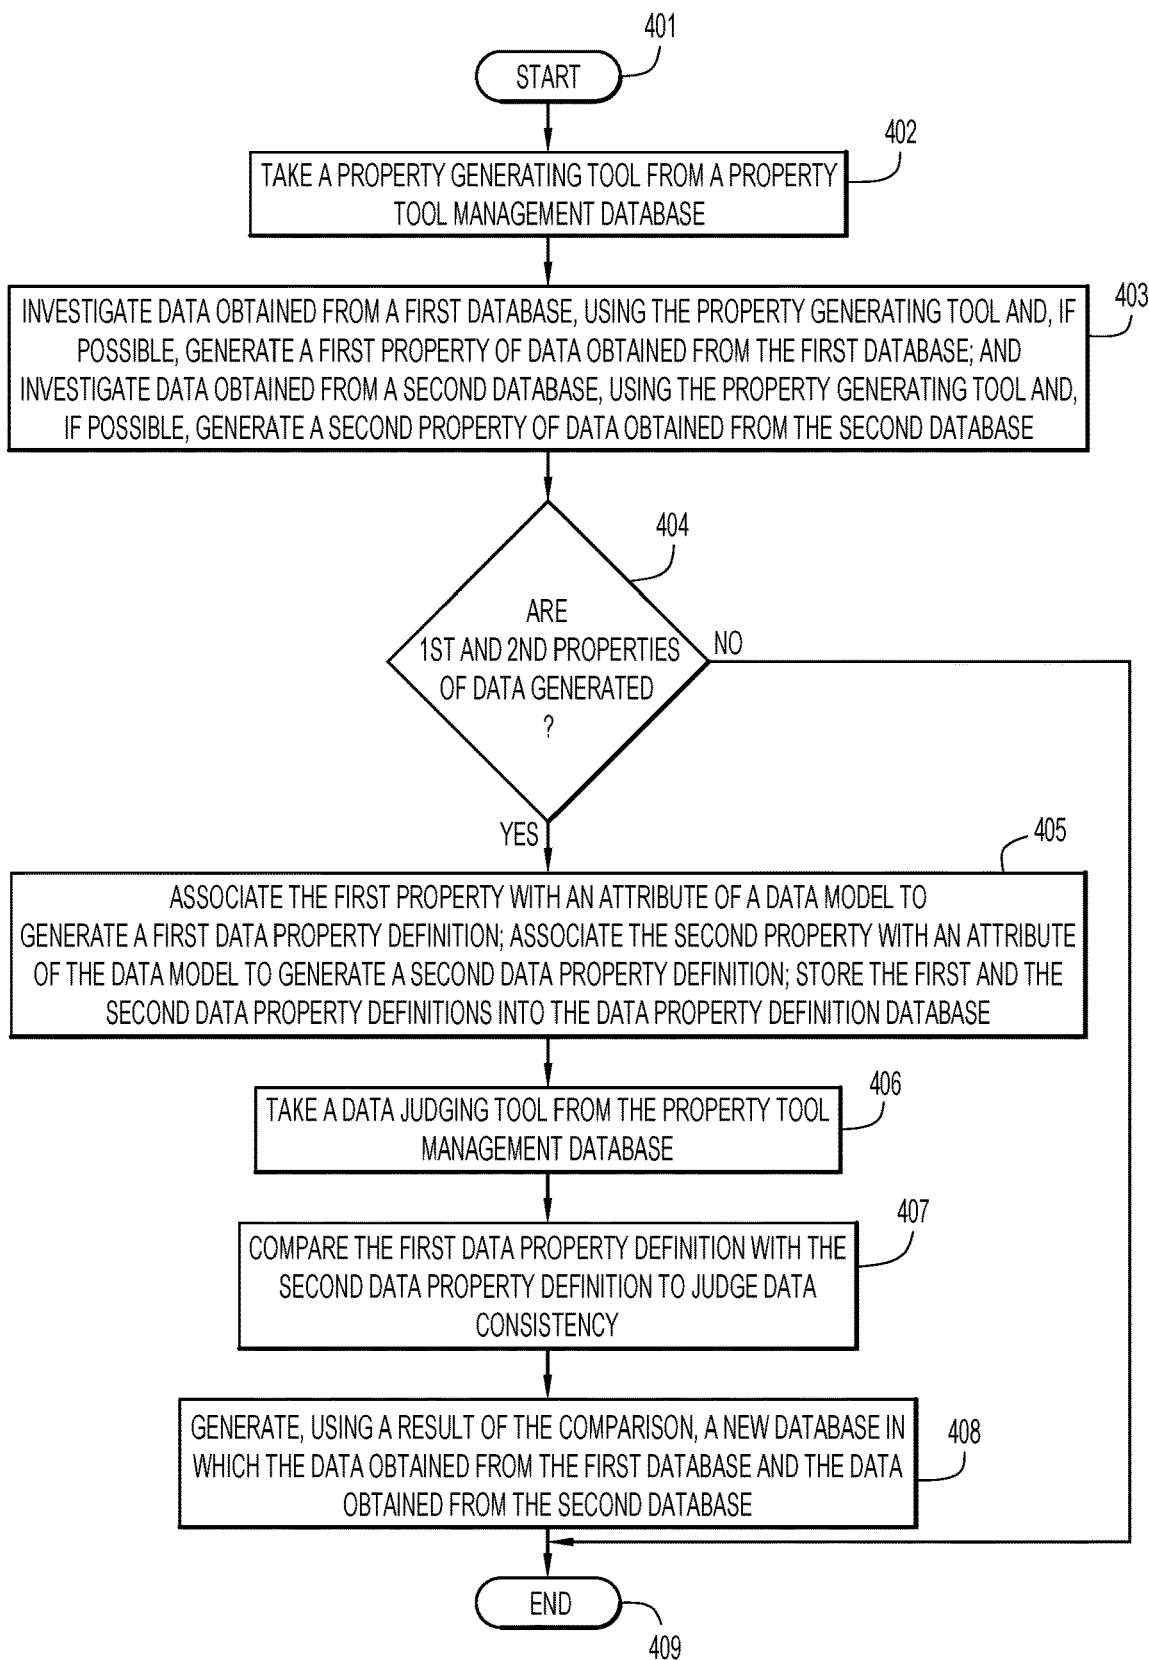 401
START
402
TAKE A PROPERTY GENERATING TOOL FROM A PROPERTY
TOOL MANAGEMENT DATABASE
403
INVESTIGATE DATA OBTAINED FROM A FIRST DATABASE, USING THE PROPERTY GENERATING TOOL AND, IF
POSSIBLE, GENERATE A FIRST PROPERTY OF DATA OBTAINED FROM THE FIRST DATABASE; AND
INVESTIGATE DATA OBTAINED FROM A SECOND DATABASE, USING THE PROPERTY GENERATING TOOL AND,
IF POSSIBLE, GENERATE A SECOND PROPERTY OF DATA OBTAINED FROM THE SECOND DATABASE
404
ARE
1ST AND 2ND PROPERTIES
OF DATA GENERATED
?
NO
YES
405
ASSOCIATE THE FIRST PROPERTY WITH AN ATTRIBUTE OF A DATA MODEL TO
GENERATE A FIRST DATA PROPERTY DEFINITION; ASSOCIATE THE SECOND PROPERTY WITH AN ATTRIBUTE
OF THE DATA MODEL TO GENERATE A SECOND DATA PROPERTY DEFINITION; STORE THE FIRST AND THE
SECOND DATA PROPERTY DEFINITIONS INTO THE DATA PROPERTY DEFINITION DATABASE
406
TAKE A DATA JUDGING TOOL FROM THE PROPERTY TOOL
MANAGEMENT DATABASE
407
COMPARE THE FIRST DATA PROPERTY DEFINITION WITH THE
SECOND DATA PROPERTY DEFINITION TO JUDGE DATA
CONSISTENCY
408
GENERATE, USING A RESULT OF THE COMPARISON, A NEW DATABASE IN
WHICH THE DATA OBTAINED FROM THE FIRST DATABASE AND THE DATA
OBTAINED FROM THE SECOND DATABASE
END
409